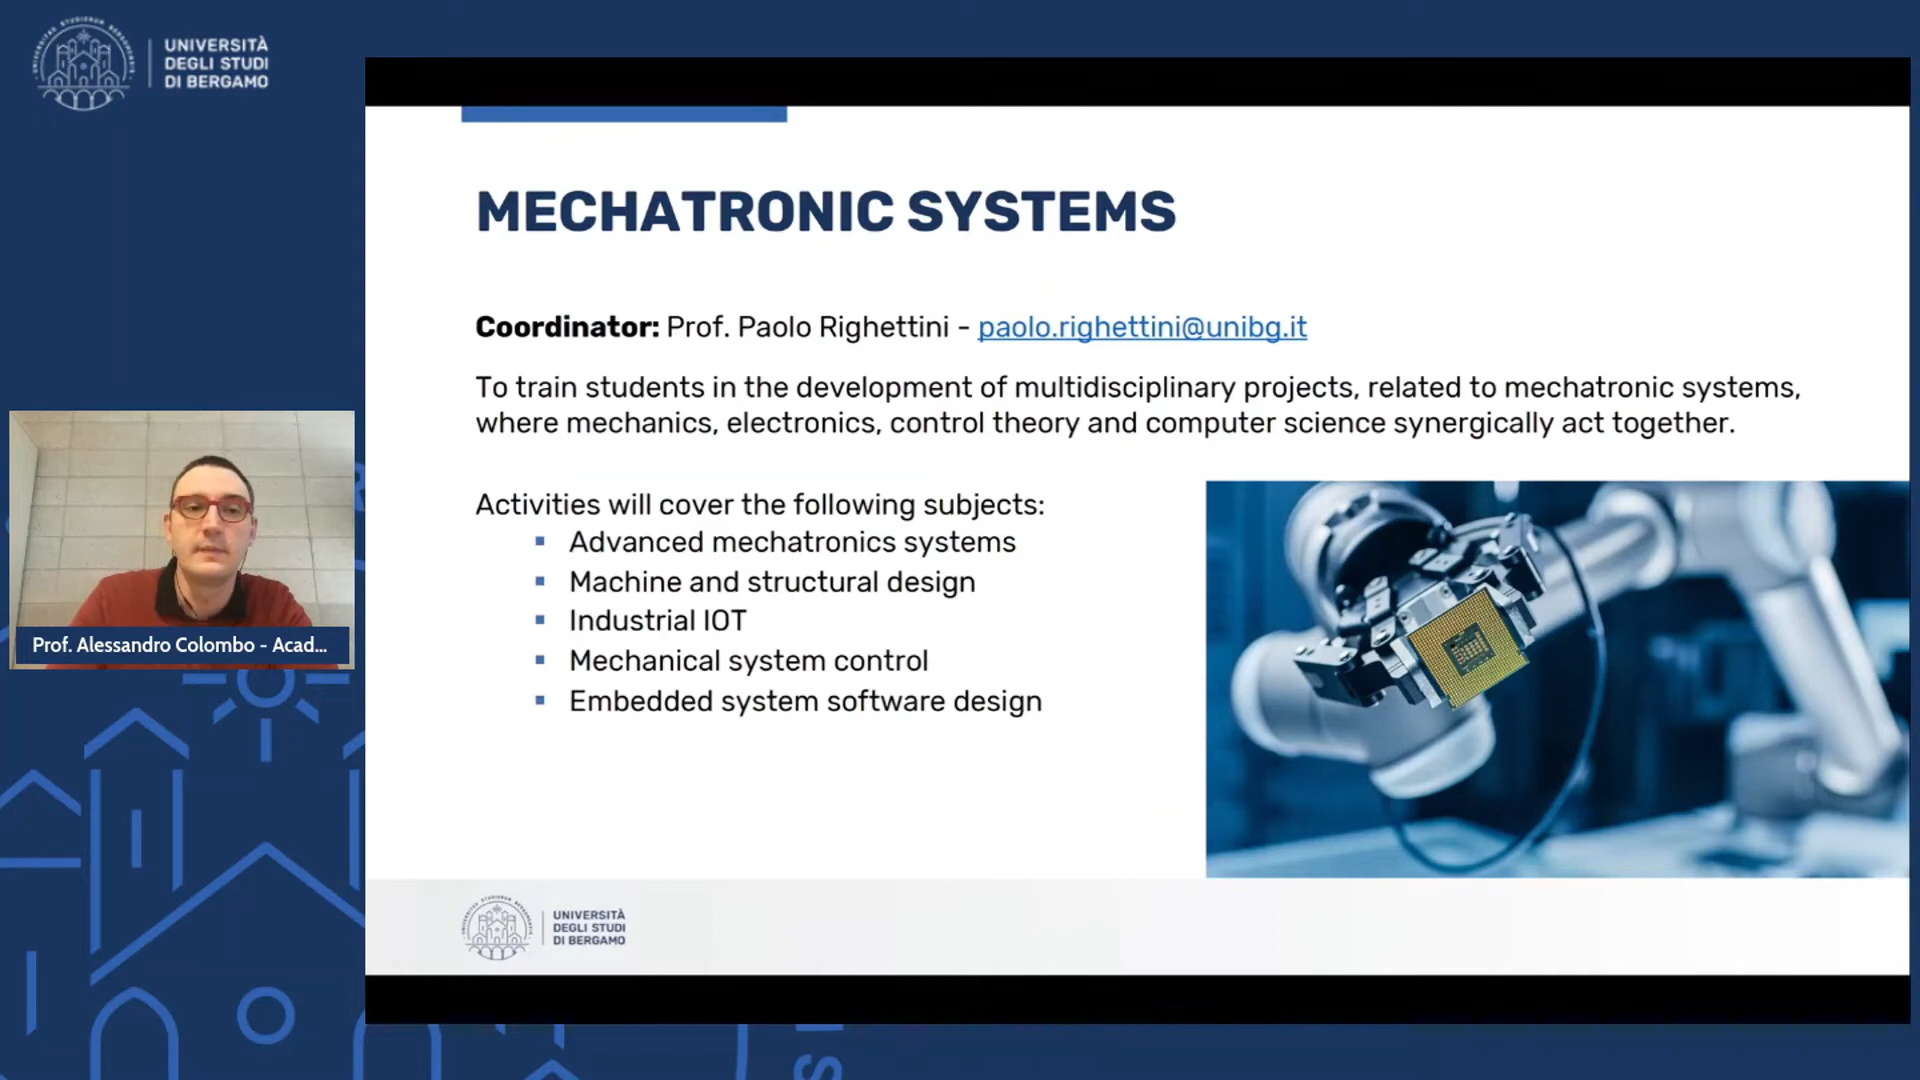 UNIVERSITÀ
DEGLI STUDI
DI BERGAMO
MECHATRONIC SYSTEMS
Coordinator: Prof. Paolo Righettini - paolo.righettini@unibg.it
To train students in the development of multidisciplinary projects, related to mechatronic systems,
where mechanics, electronics, control theory and computer science synergically act together.
Activities will cover the following subjects:
▪ Advanced mechatronics systems
▪ Machine and structural design
▪ Industrial IOT
▪ Mechanical system control
▪ Embedded system software design
Prof. Alessandro Colombo - Acad...
UNIVERSITÀ
DEGLI STUDI
DI BERGAMO